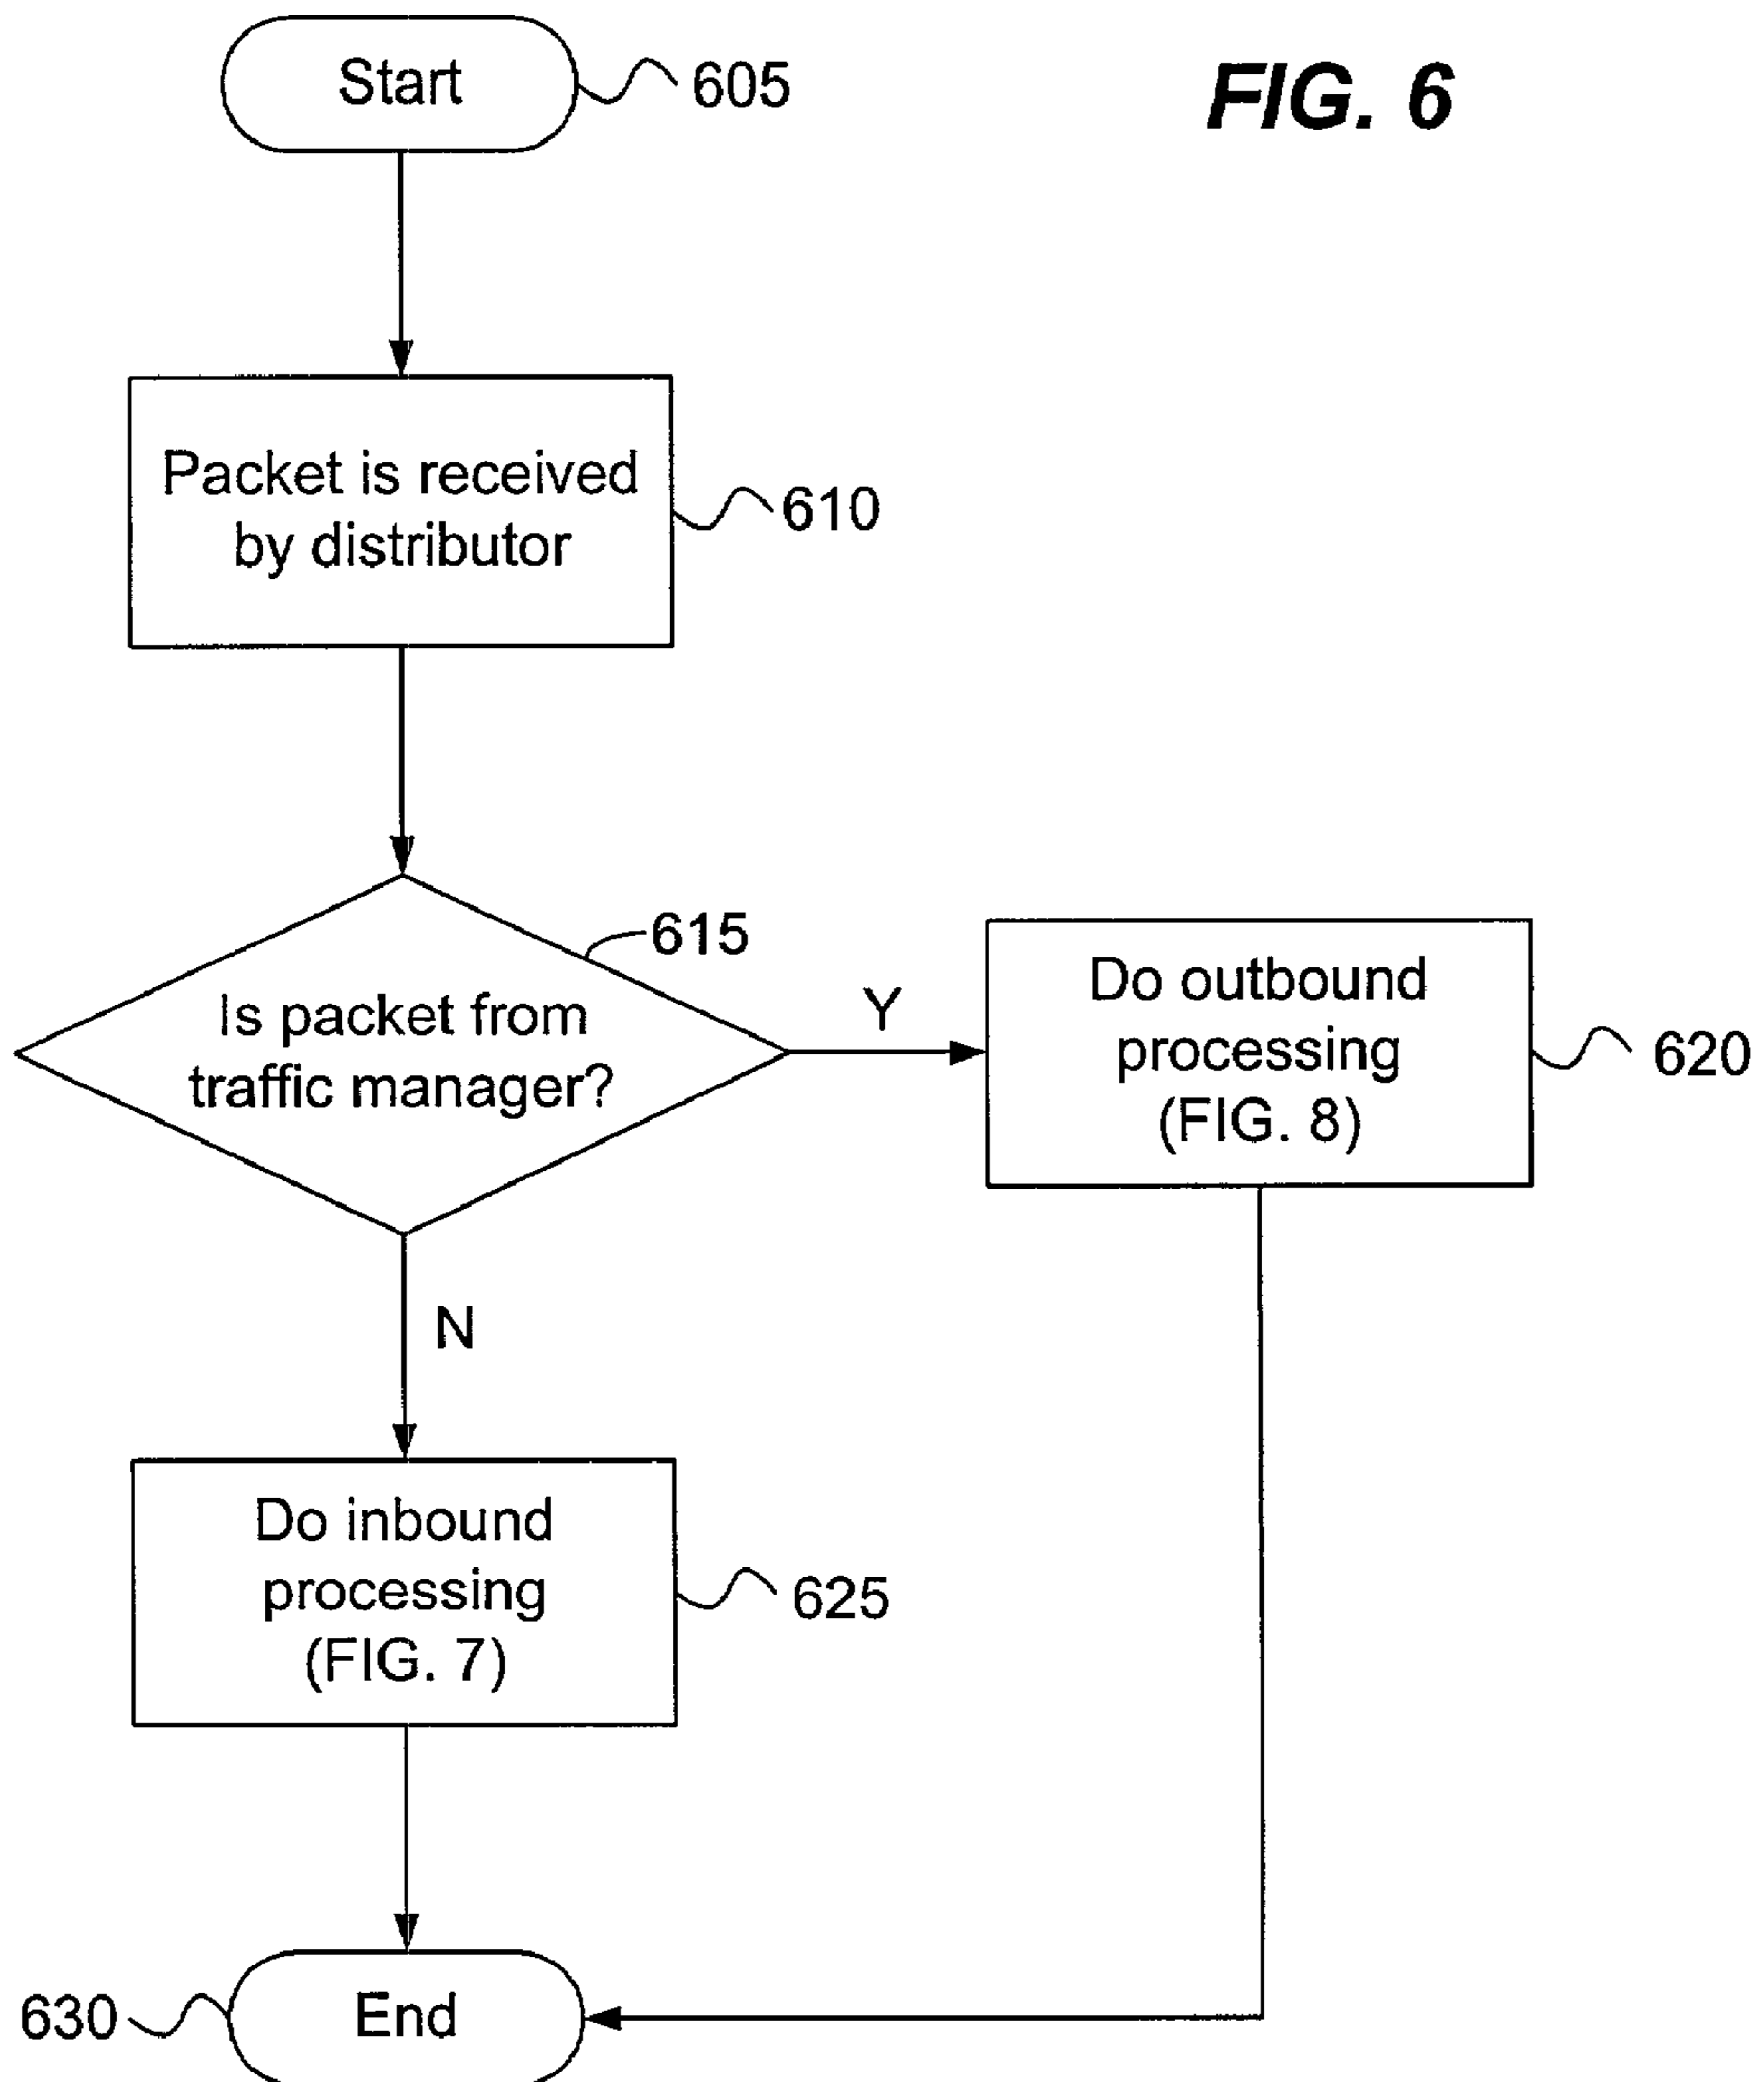 FIG. 6
Start
605
Packet is received
by distributor
610
615
Is packet from
traffic manager?
Y
Do outbound
processing
(FIG. 8)
620
N
Do inbound
processing
(FIG. 7)
625
630
End